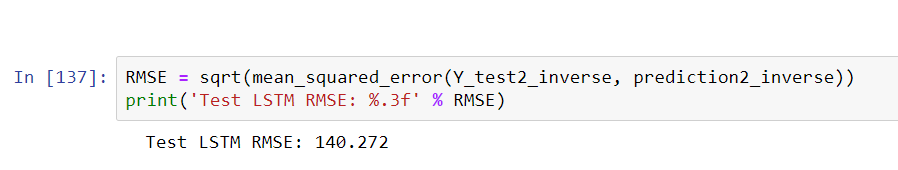 In [137]: RMSE = sqrt(mean_squared_error(Y_test2_inverse, prediction2_inverse))
print('Test LSTM RMSE: %.3f' % RMSE)
Test LSTM RMSE: 140.272